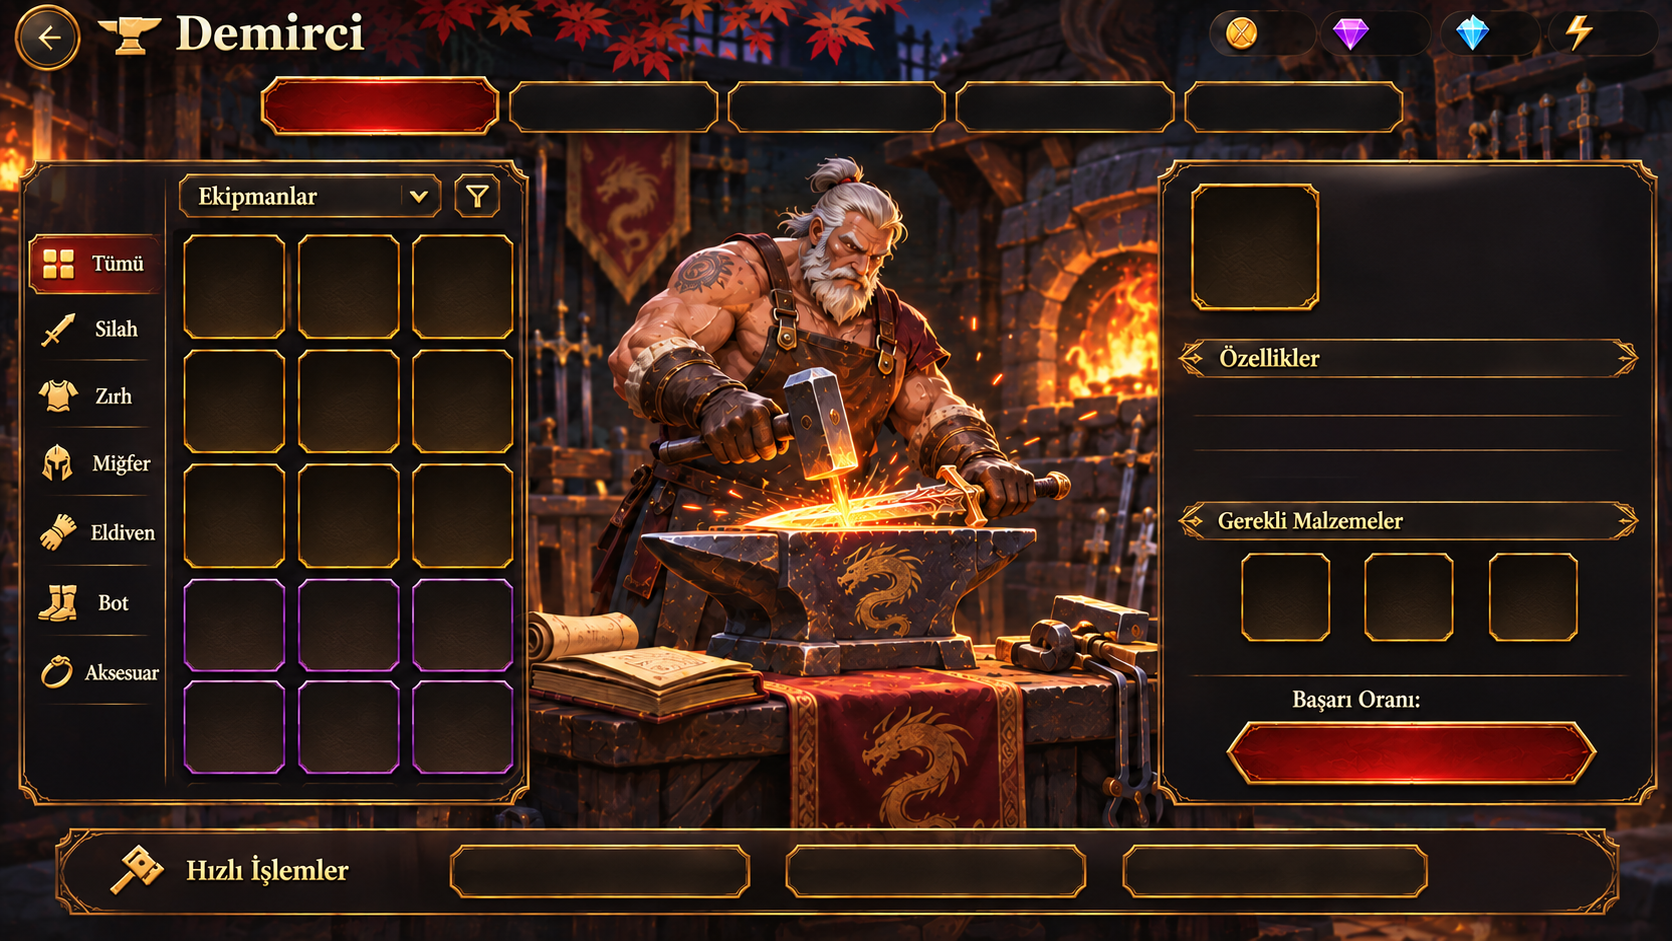 Demirci
Ekipmanlar
Tümü
Silah
Zırh
Miğfer
Eldiven
Bot
Aksesuar
Özellikler
Gerekli Malzemeler
Başarı Oranı:
Hızlı İşlemler